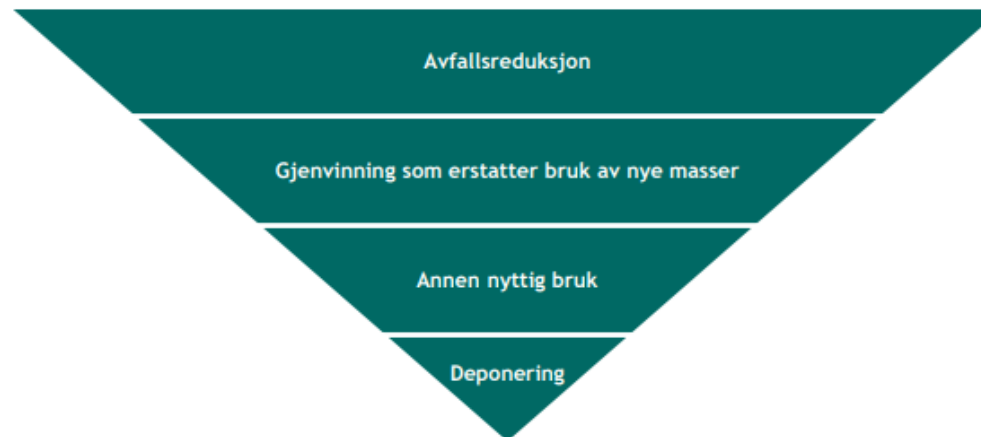 Avfallsreduksjon
Gjenvinning som erstatter bruk av nye masser
Annen nyttig bruk
Deponering